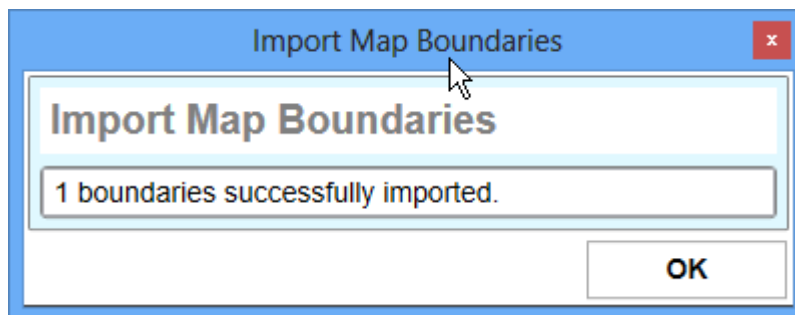 Import Map Boundaries
x
Import Map Boundaries
1 boundaries successfully imported.
OK